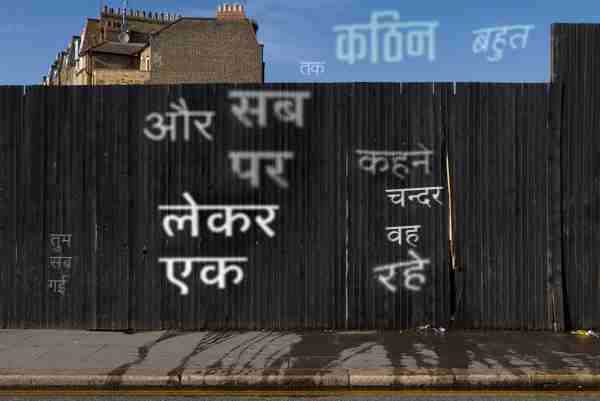 तक
कठिन
बहुत
और
सब
पर
लेकर
एक
कहने
चन्दर
वह
रहे
तुम
सब
गई